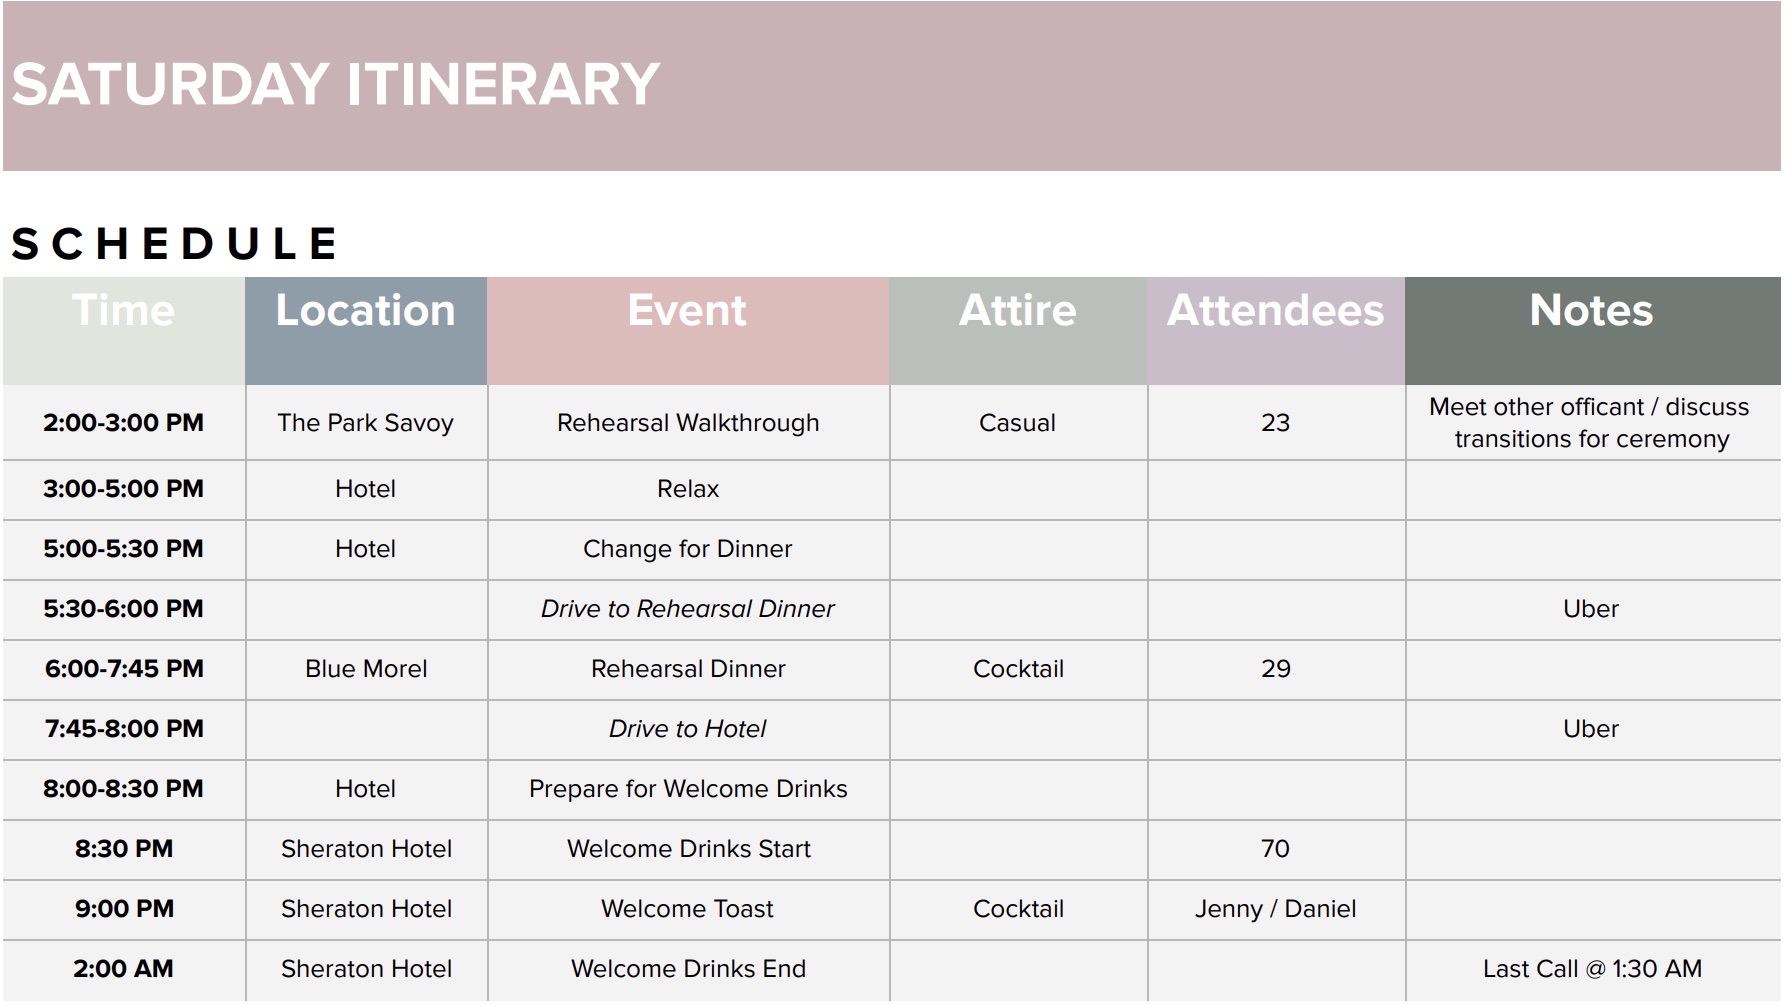 SATURDAY ITINERARY
SCHEDULE
Time Location Event Attire Attendees Notes
2:00-3:00 PM The Park Savoy Rehearsal Walkthrough Casual 23 Meet other officant / discuss
transitions for ceremony
3:00-5:00 PM Hotel Relax
5:00-5:30 PM Hotel Change for Dinner
5:30-6:00 PM Drive to Rehearsal Dinner Uber
6:00-7:45 PM Blue Morel Rehearsal Dinner Cocktail 29
7:45-8:00 PM Drive to Hotel Uber
8:00-8:30 PM Hotel Prepare for Welcome Drinks
8:30 PM Sheraton Hotel Welcome Drinks Start 70
9:00 PM Sheraton Hotel Welcome Toast Cocktail Jenny / Daniel
2:00 AM Sheraton Hotel Welcome Drinks End Last Call @ 1:30 AM